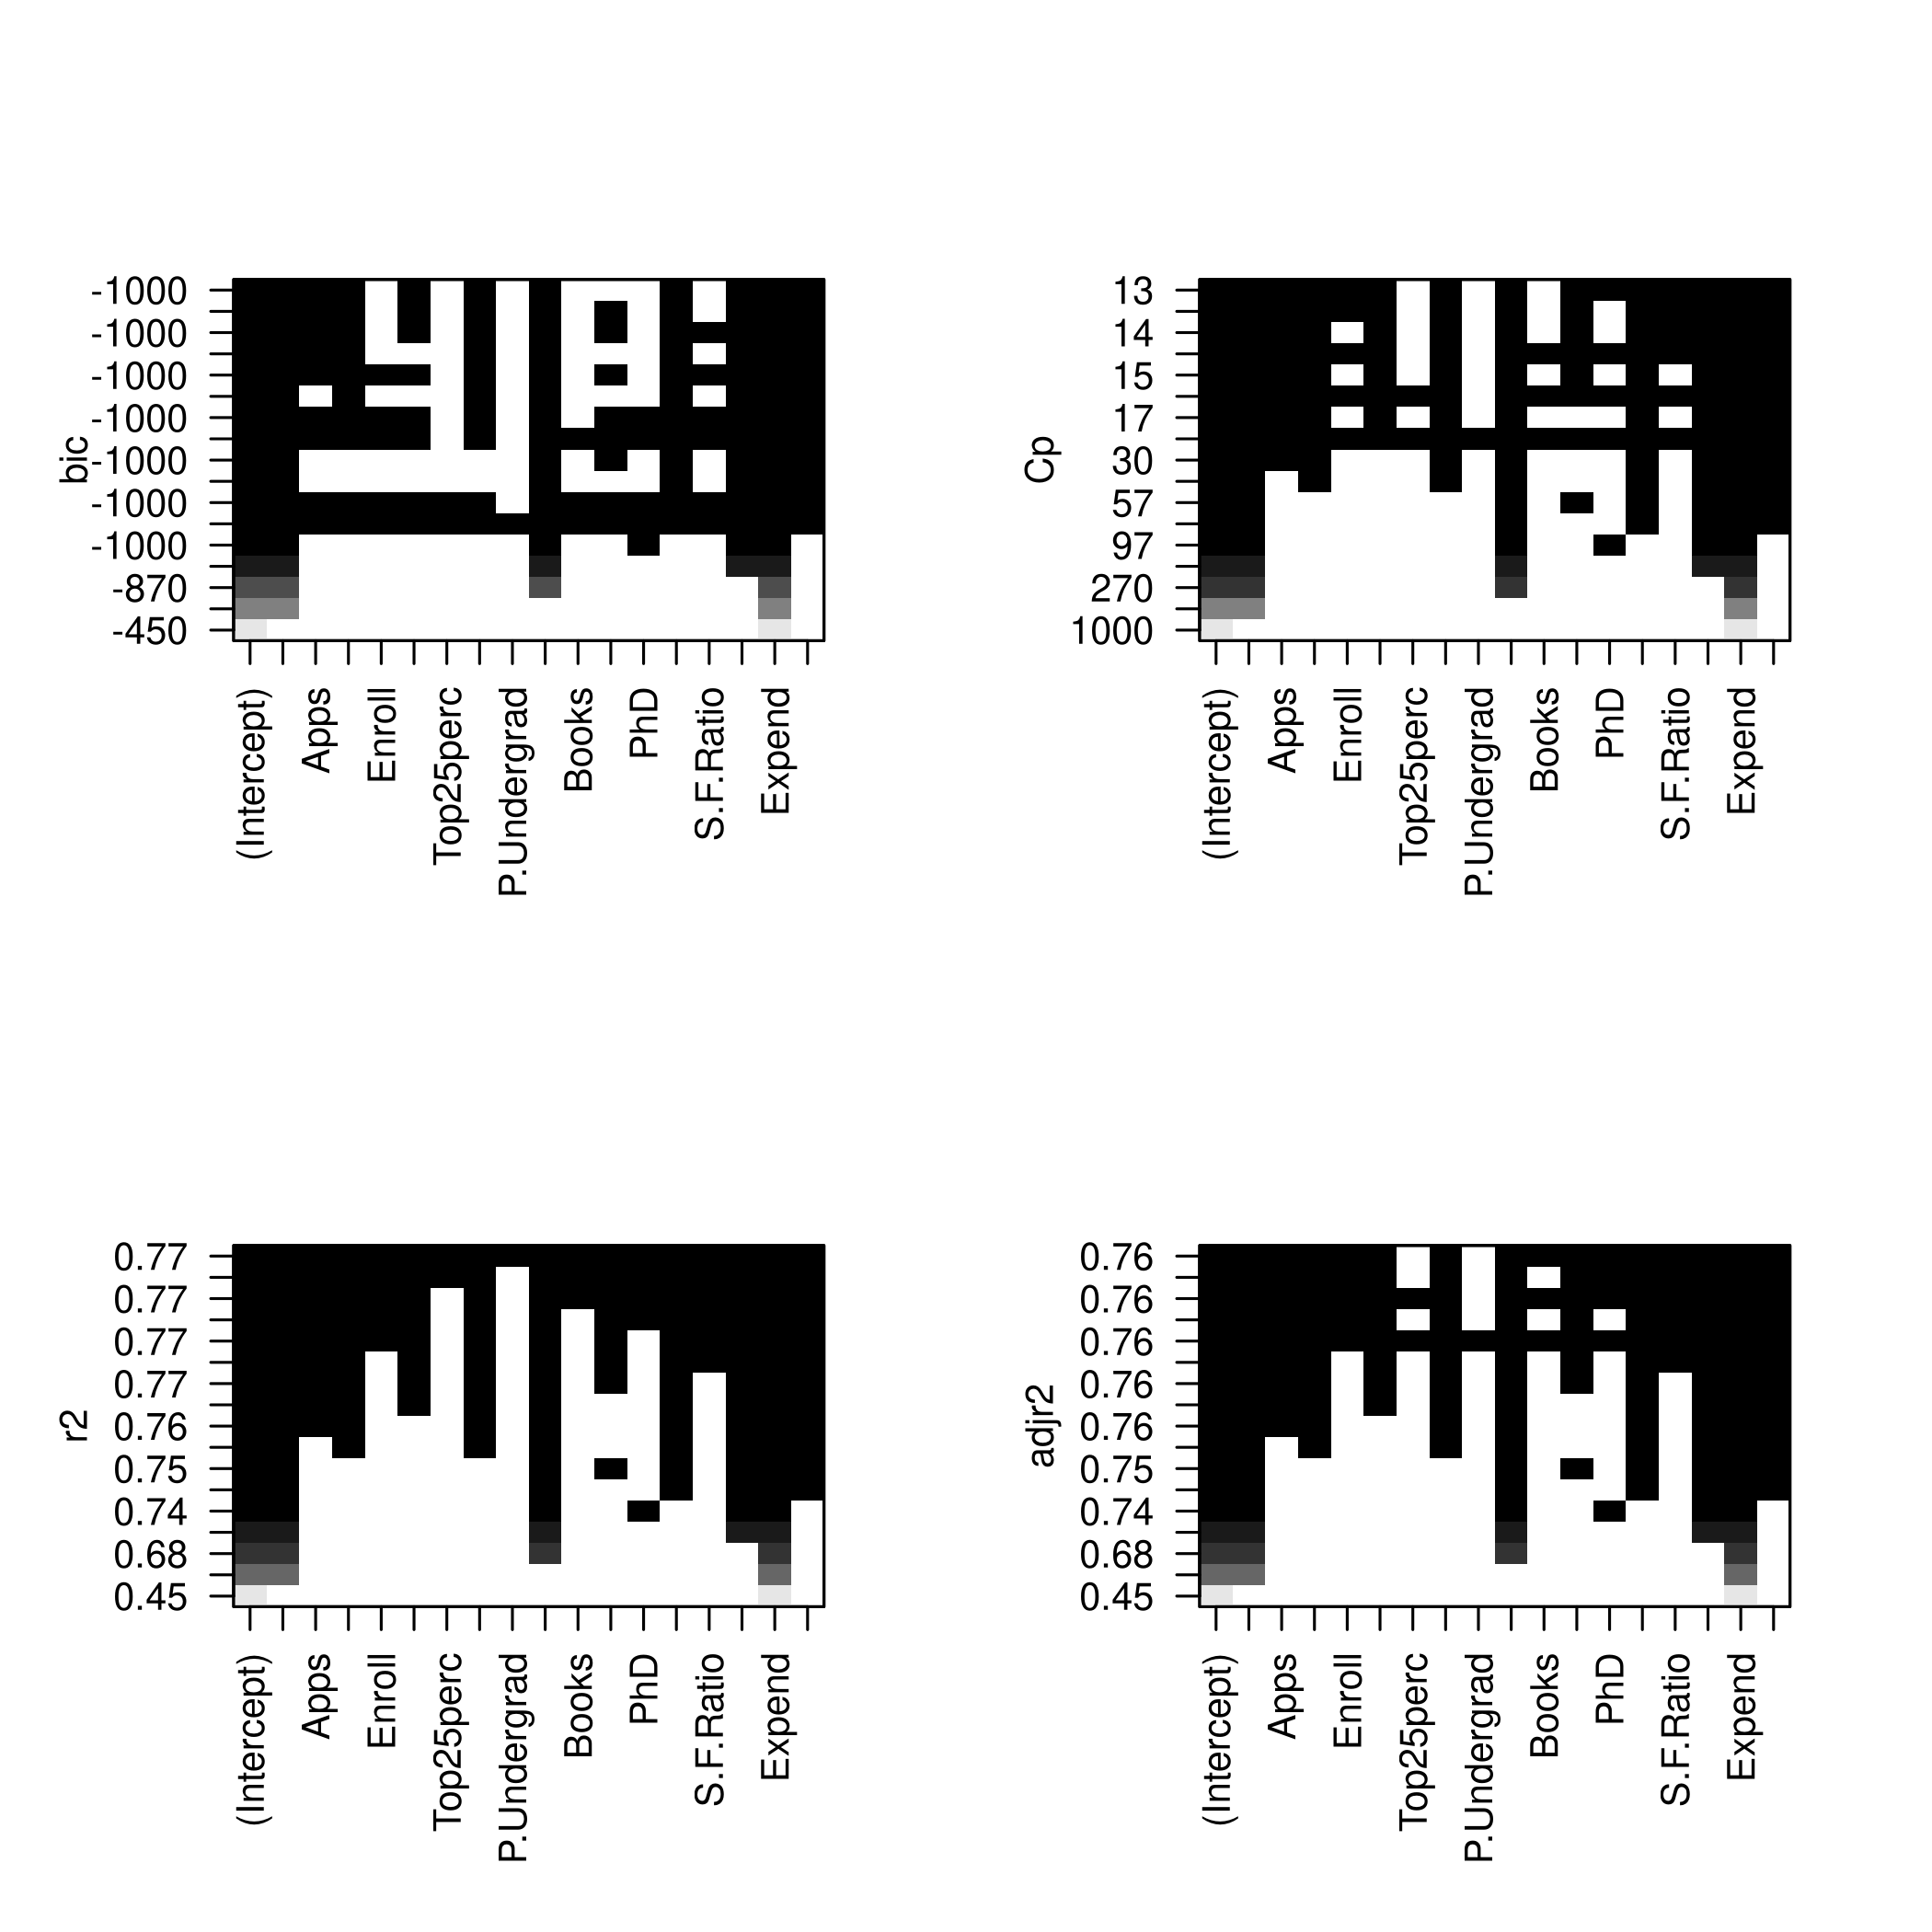 bic
-1000
-1000
-1000
-1000
-1000
-1000
-1000
-870
-450
(Intercept)
Apps
Enroll
Top25perc
P.Undergrad
Books
PhD
S.F.Ratio
Expend
Cp
13
14
15
17
30
57
97
270
1000
(Intercept)
Apps
Enroll
Top25perc
P.Undergrad
Books
PhD
S.F.Ratio
Expend
r2
0.77
0.77
0.77
0.77
0.76
0.75
0.74
0.68
0.45
(Intercept)
Apps
Enroll
Top25perc
P.Undergrad
Books
PhD
S.F.Ratio
Expend
adjr2
0.76
0.76
0.76
0.76
0.76
0.75
0.74
0.68
0.45
(Intercept)
Apps
Enroll
Top25perc
P.Undergrad
Books
PhD
S.F.Ratio
Expend